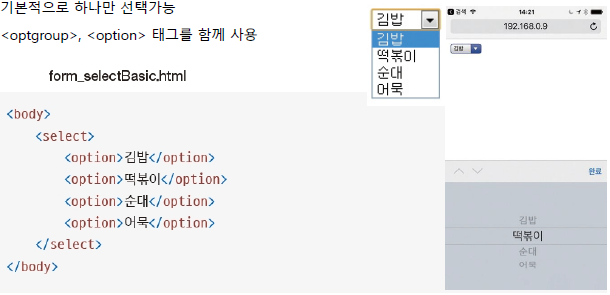 기본적으로 하나만 선택가능
<optgroup>, <option> 태그를 함께 사용
form_selectBasic.html
<body>
<select>
<option>김밥</option>
<option>떡볶이</option>
<option>순대</option>
<option>어묵</option>
</select>
</body>
김밥
김밥
떡볶이
순대
어묵
검색 14:21
192.168.0.9
김밥
완료
김밥
떡볶이
순대
어묵